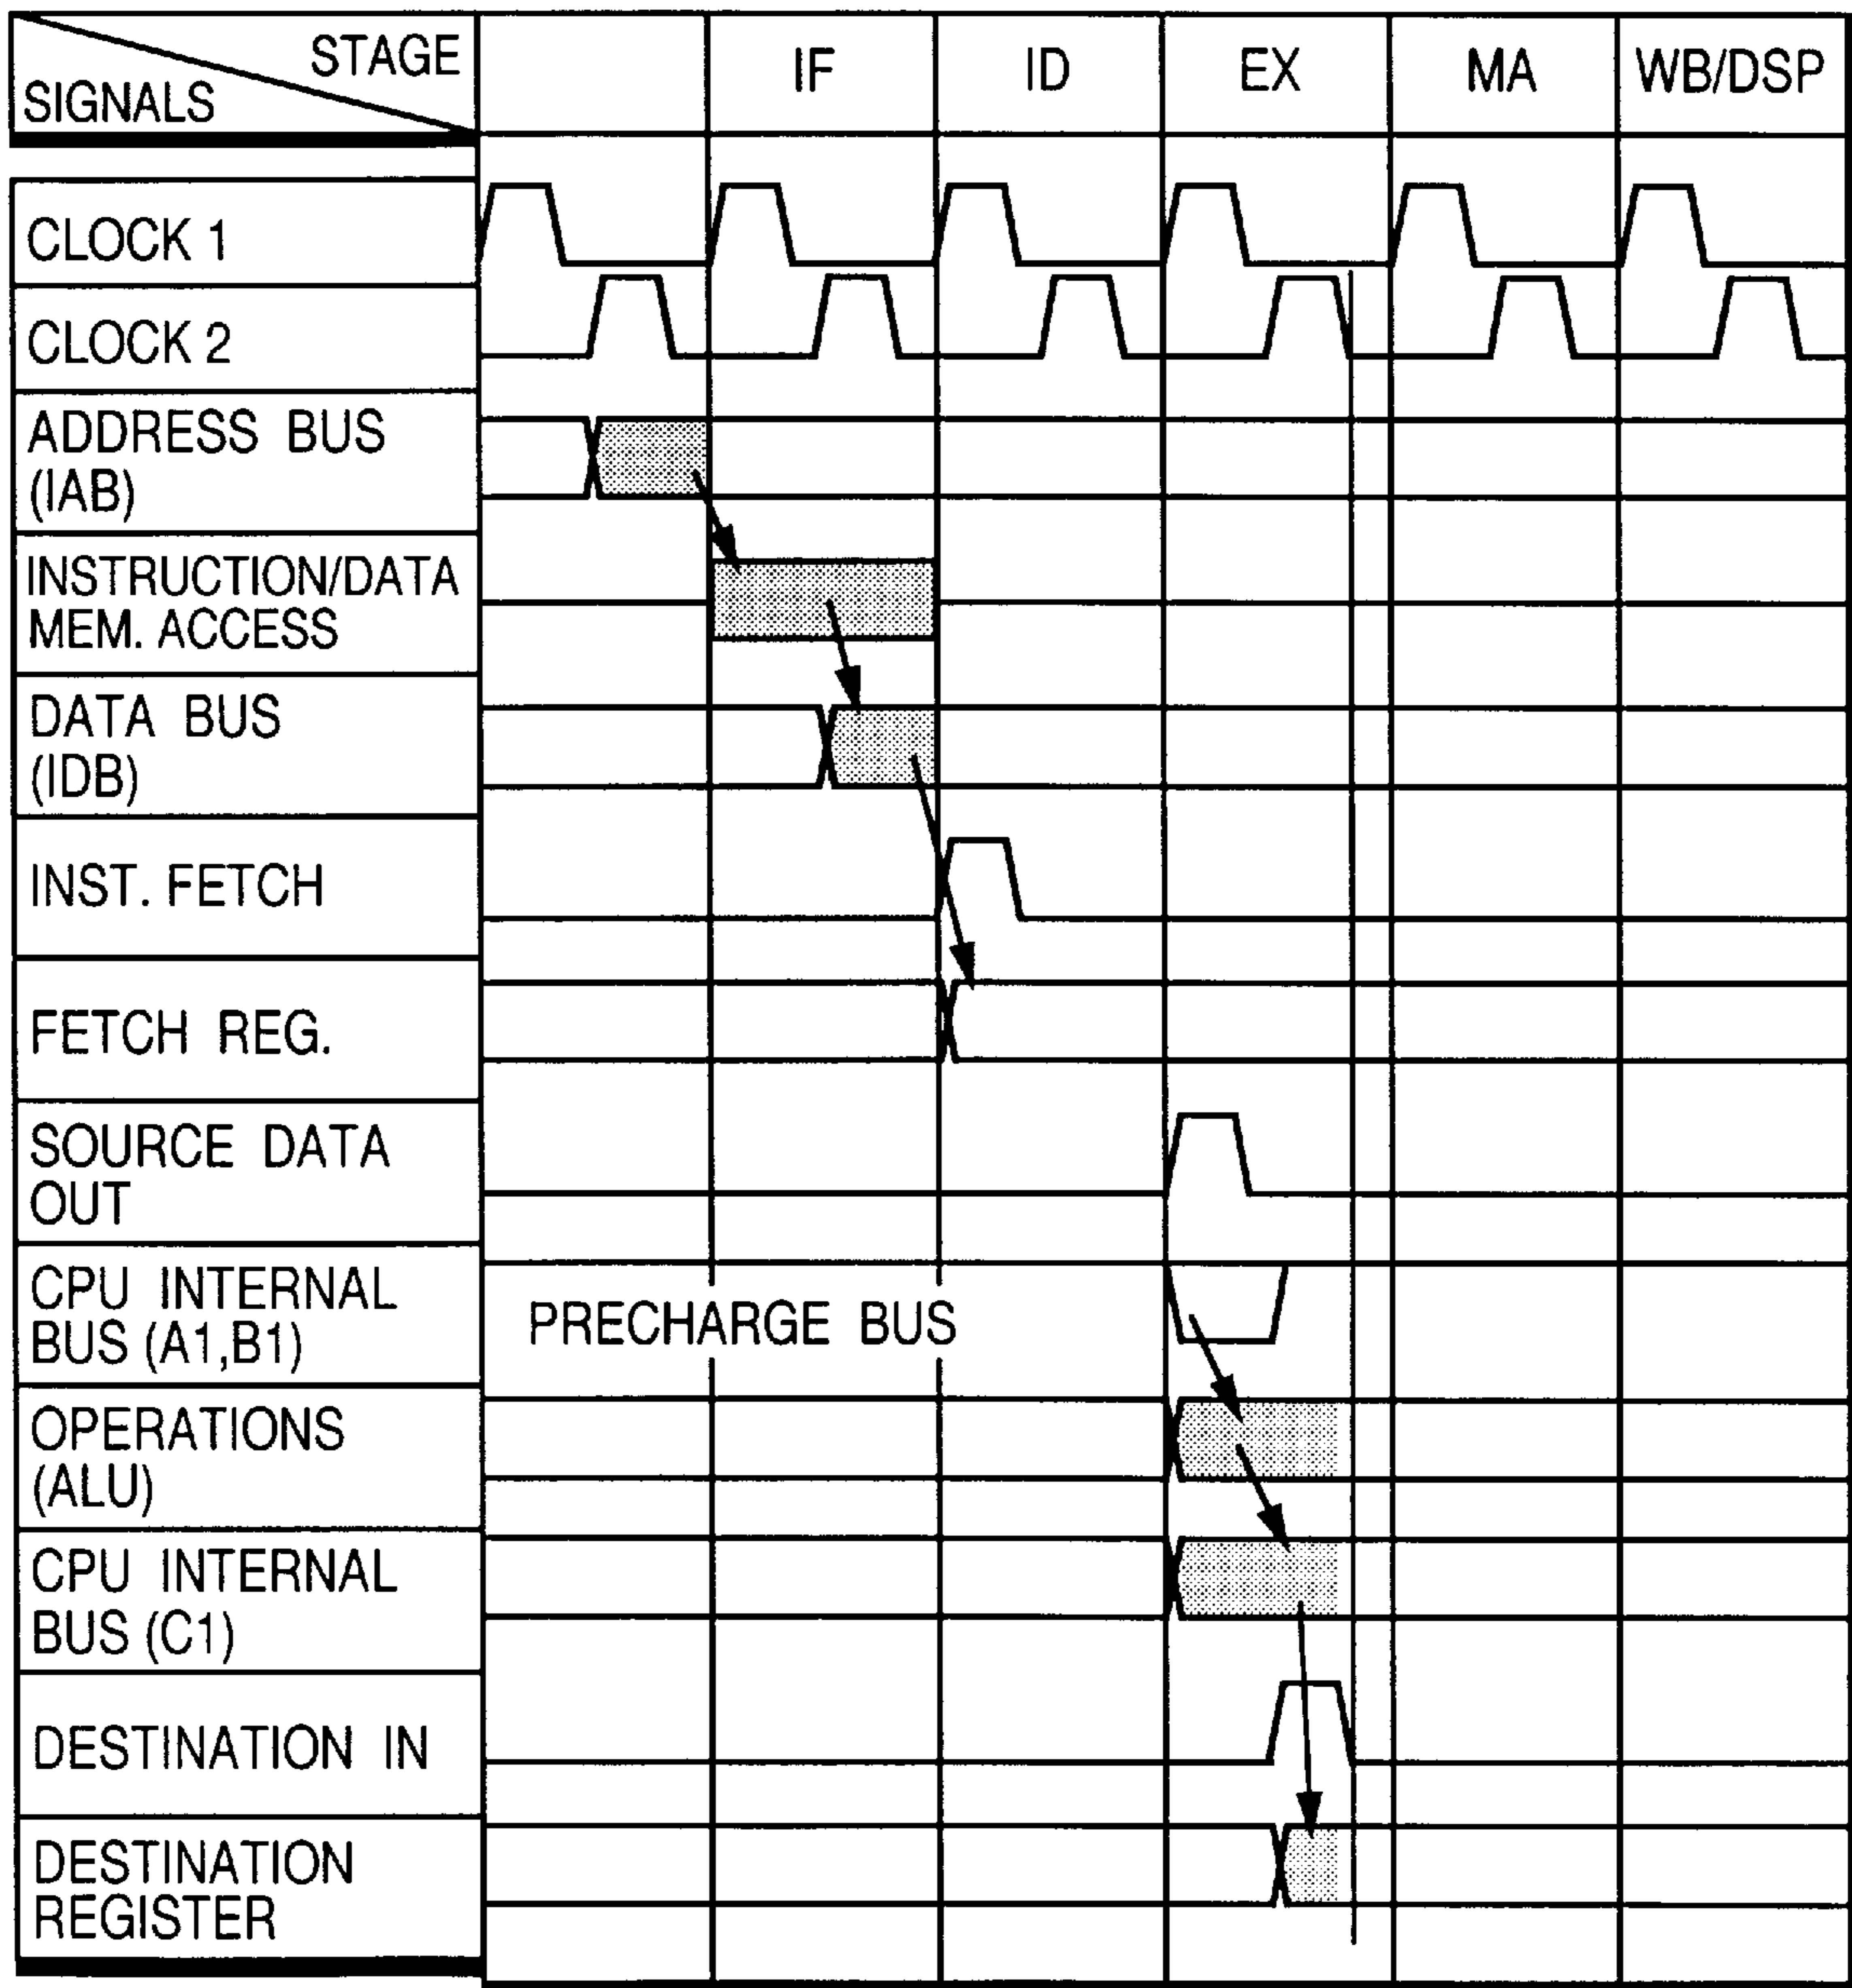 STAGE
SIGNALS
IF
ID
EX
MA
WB/DSP
CLOCK 1
CLOCK 2
ADDRESS BUS
(IAB)
INSTRUCTION/DATA
MEM. ACCESS
DATA BUS
(IDB)
INST. FETCH
FETCH REG.
SOURCE DATA
OUT
CPU INTERNAL
BUS (A1,B1)
PRECHARGE BUS
OPERATIONS
(ALU)
CPU INTERNAL
BUS (C1)
DESTINATION IN
DESTINATION
REGISTER